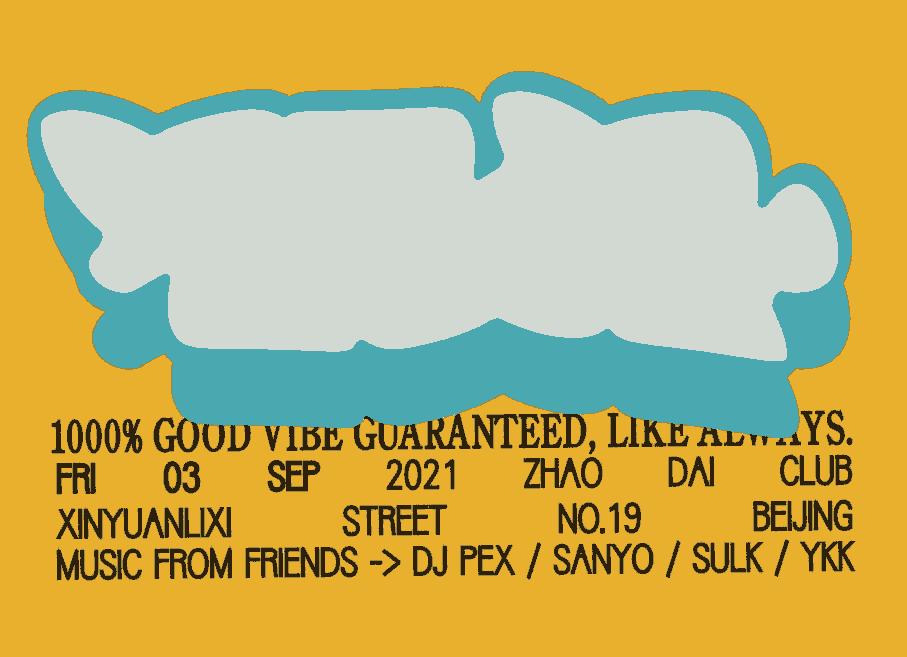 1000% GOOD VIBE GUARANTEED, LIKE ALWAYS.
FRI 03 SEP 2021 ZHAO DAI CLUB
XINYUANLIXI STREET NO.19 BEIJING
MUSIC FROM FRIENDS -> DJ PEX / SANYO / SULK / YKK